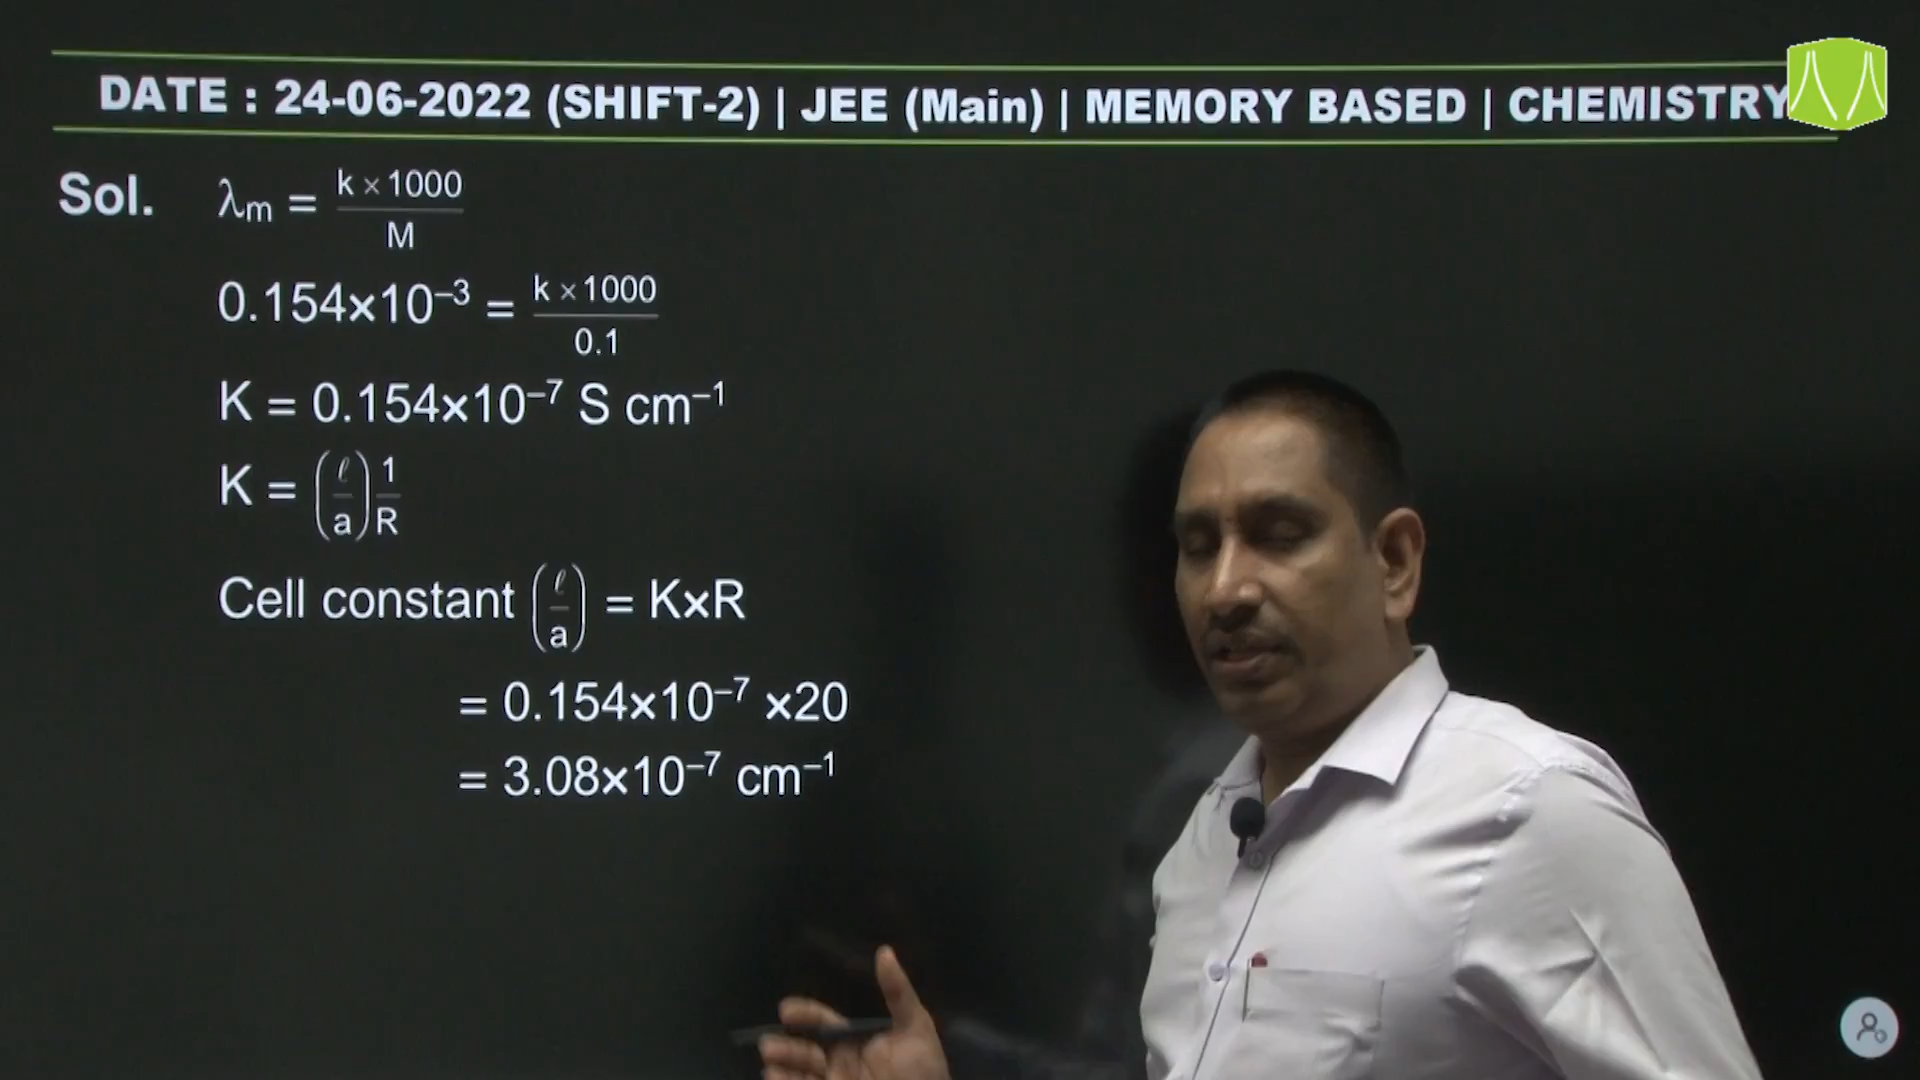 DATE : 24-06-2022 (SHIFT-2) | JEE (Main) | MEMORY BASED | CHEMISTRY
Sol. λm = k × 1000 / M
0.154×10⁻³ = k × 1000 / 0.1
K = 0.154×10⁻⁷ S cm⁻¹
K = (ℓ/a) 1/R
Cell constant (ℓ/a) = K×R
= 0.154×10⁻⁷ ×20
= 3.08×10⁻⁷ cm⁻¹